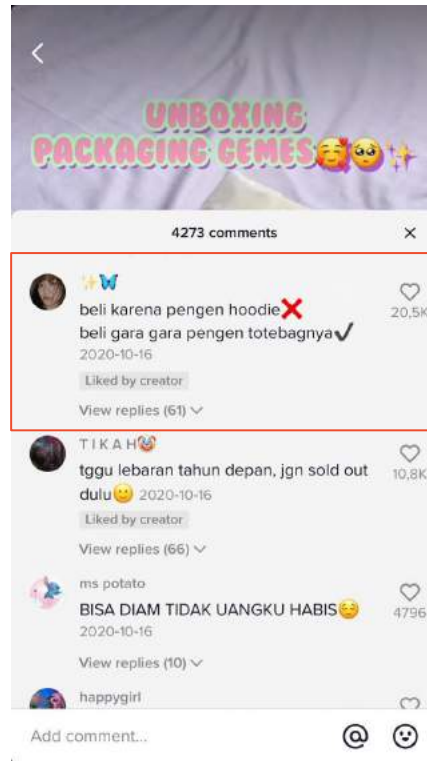 UNBOXING
PACKAGING GEMES🥰🥺✨
4273 comments
✨🦋
beli karena pengen hoodie❌
beli gara gara pengen totebagnya✔
20,5K
2020-10-16
Liked by creator
View replies (61)
T I K A H🤡
tggu lebaran tahun depan, jgn sold out
dulu🙂 2020-10-16
10,8K
Liked by creator
View replies (66)
ms potato
BISA DIAM TIDAK UANGKU HABIS😔
4796
2020-10-16
View replies (10)
happygirl
Add comment...
@